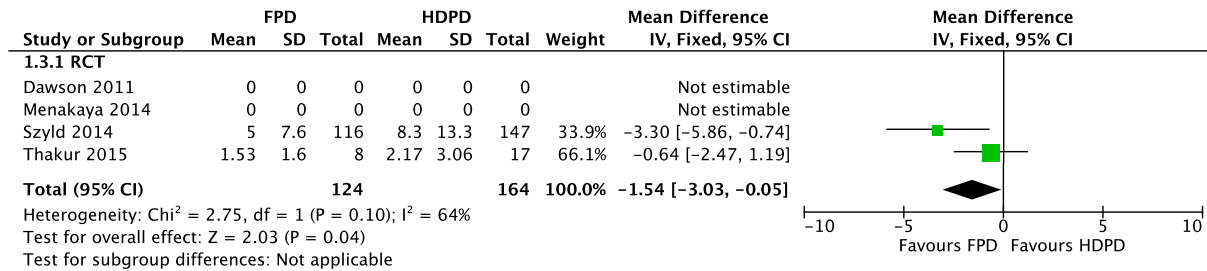 FPD HDPD Mean Difference Mean Difference
Study or Subgroup Mean SD Total Mean SD Total Weight IV, Fixed, 95% CI IV, Fixed, 95% CI
1.3.1 RCT
Dawson 2011 0 0 0 0 0 0 Not estimable
Menakaya 2014 0 0 0 0 0 0 Not estimable
Szyld 2014 5 7.6 116 8.3 13.3 147 33.9% −3.30 [−5.86, −0.74]
Thakur 2015 1.53 1.6 8 2.17 3.06 17 66.1% −0.64 [−2.47, 1.19]
Total (95% CI) 124 164 100.0% −1.54 [−3.03, −0.05]
Heterogeneity: Chi² = 2.75, df = 1 (P = 0.10); I² = 64%
Test for overall effect: Z = 2.03 (P = 0.04)
Test for subgroup differences: Not applicable
−10 −5 0 5 10
Favours FPD Favours HDPD